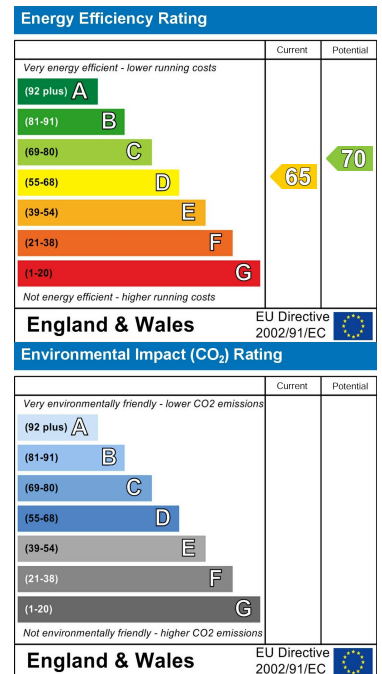 Energy Efficiency Rating
Current Potential
Very energy efficient - lower running costs
(92 plus) A
(81-91) B
(69-80) C
(55-68) D
(39-54) E
(21-38) F
(1-20) G
65
70
Not energy efficient - higher running costs
England & Wales
EU Directive
2002/91/EC
Environmental Impact (CO₂) Rating
Current Potential
Very environmentally friendly - lower CO2 emissions
(92 plus) A
(81-91) B
(69-80) C
(55-68) D
(39-54) E
(21-38) F
(1-20) G
Not environmentally friendly - higher CO2 emissions
England & Wales
EU Directive
2002/91/EC